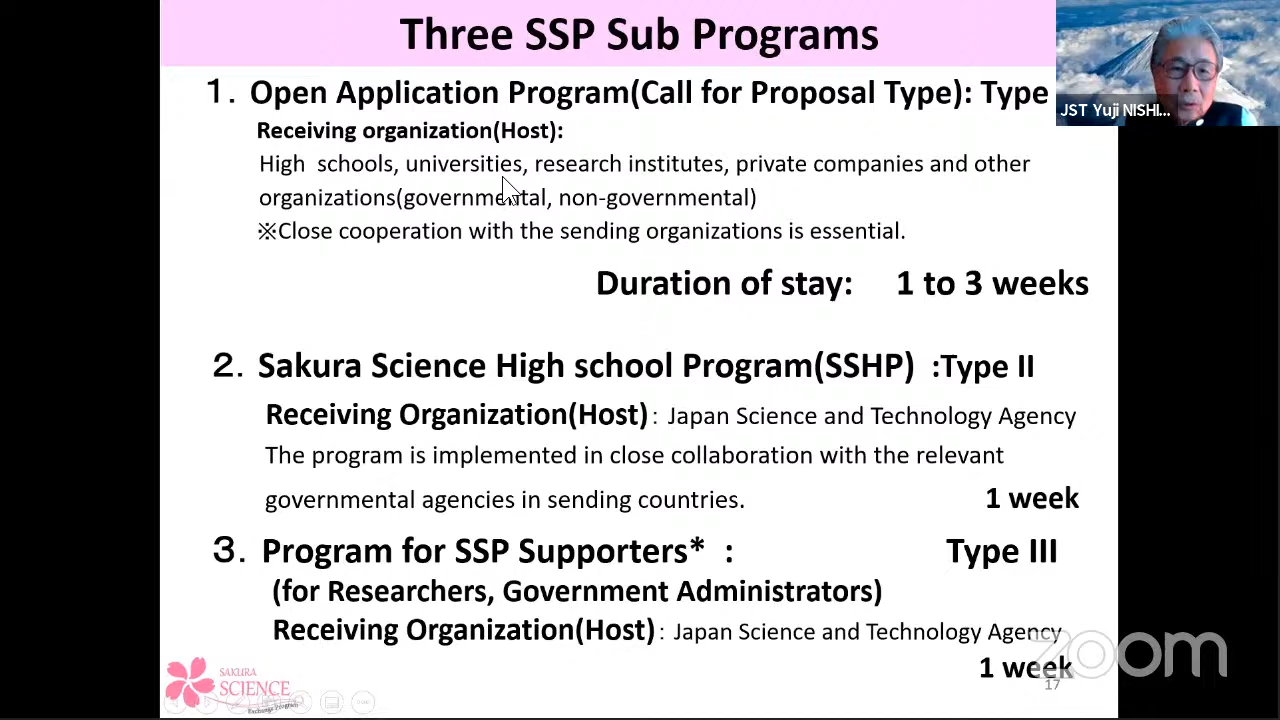 Three SSP Sub Programs
１. Open Application Program(Call for Proposal Type): Type
JST Yuji NISHI...
Receiving organization(Host):
High schools, universities, research institutes, private companies and other
organizations(governmental, non-governmental)
※Close cooperation with the sending organizations is essential.
Duration of stay: 1 to 3 weeks
２. Sakura Science High school Program(SSHP) :Type II
Receiving Organization(Host)：Japan Science and Technology Agency
The program is implemented in close collaboration with the relevant
governmental agencies in sending countries. 1 week
３. Program for SSP Supporters* : Type III
(for Researchers, Government Administrators)
Receiving Organization(Host)：Japan Science and Technology Agency
1 week
17
zoom
SAKURA
SCIENCE
Exchange Program